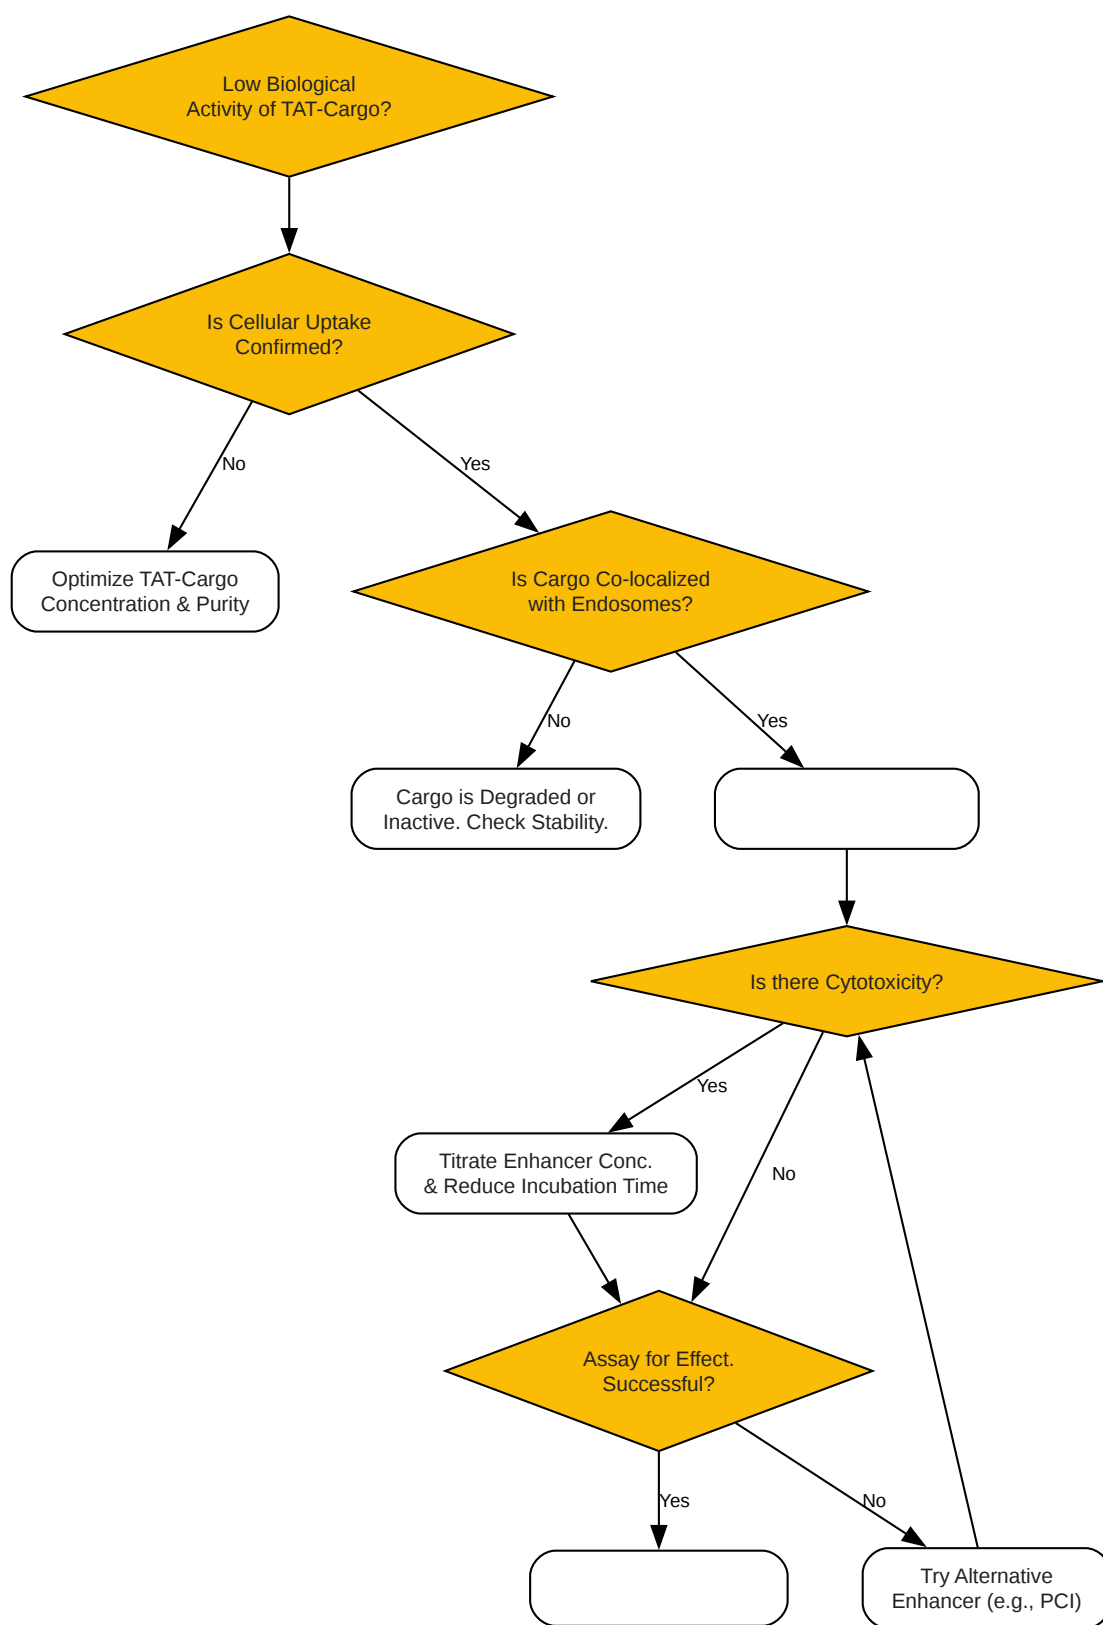 Low Biological
Activity of TAT-Cargo?
Is Cellular Uptake
Confirmed?
No
Yes
Optimize TAT-Cargo
Concentration & Purity
Is Cargo Co-localized
with Endosomes?
No
Yes
Cargo is Degraded or
Inactive. Check Stability.
Is there Cytotoxicity?
Yes
No
Titrate Enhancer Conc.
& Reduce Incubation Time
Assay for Effect.
Successful?
Yes
No
Try Alternative
Enhancer (e.g., PCI)